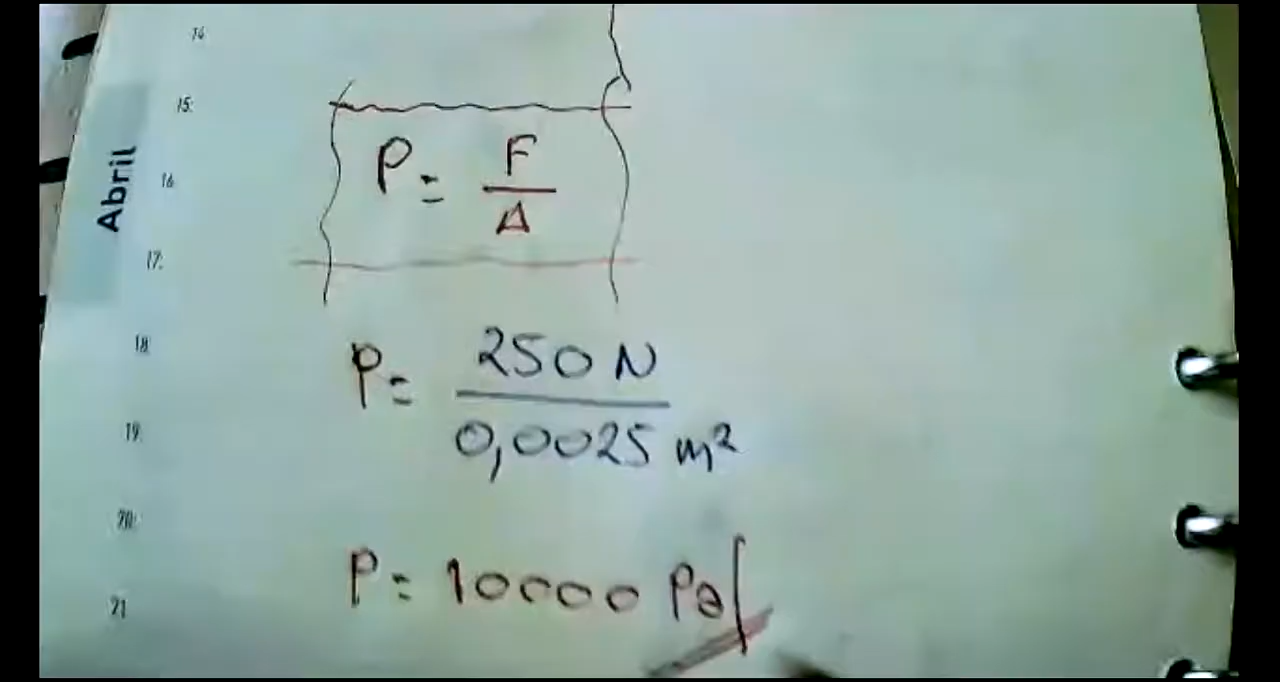 14
15:
P = F/A
Abril
16
17:
18
P = 250 N / 0,0025 m²
19:
20:
P = 10000 Pa
21